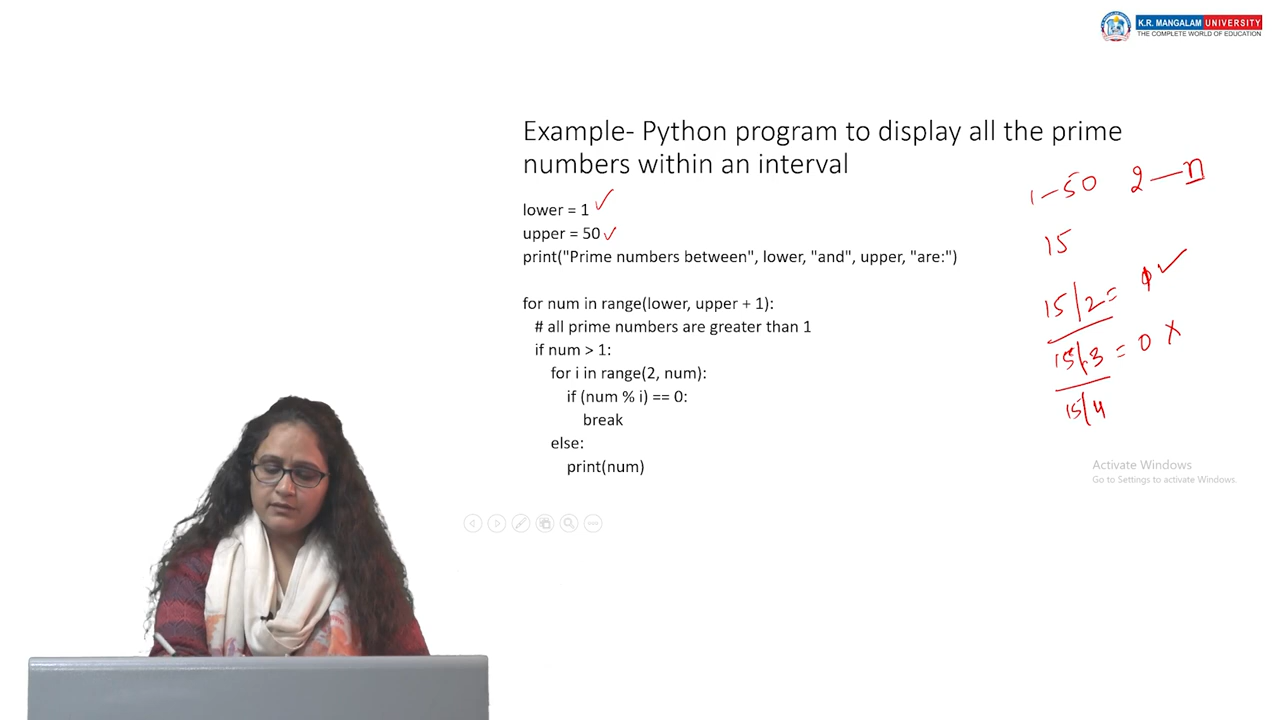 K.R. MANGALAM UNIVERSITY
THE COMPLETE WORLD OF EDUCATION
Example- Python program to display all the prime
numbers within an interval
lower = 1
upper = 50
print("Prime numbers between", lower, "and", upper, "are:")
for num in range(lower, upper + 1):
# all prime numbers are greater than 1
if num > 1:
for i in range(2, num):
if (num % i) == 0:
break
else:
print(num)
1-50 2-n
15
15/2=
15/3 = 0 x
15/4
Activate Windows
Go to Settings to activate Windows.